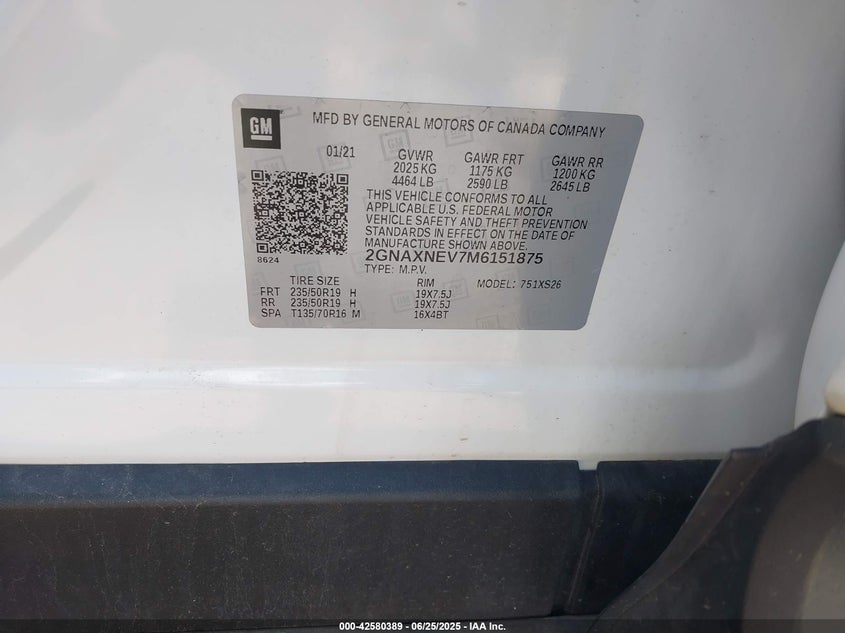 GM
MFD BY GENERAL MOTORS OF CANADA COMPANY
01/21 GVWR GAWR FRT GAWR RR
2025 KG 1175 KG 1200 KG
4464 LB 2590 LB 2645 LB
THIS VEHICLE CONFORMS TO ALL
APPLICABLE U.S. FEDERAL MOTOR
VEHICLE SAFETY AND THEFT PREVENTION
STANDARDS IN EFFECT ON THE DATE OF
MANUFACTURE SHOWN ABOVE.
8624 2GNAXNEV7M6151875
TYPE: M.P.V. MODEL: 751XS26
TIRE SIZE RIM
FRT 235/50R19 H 19X7.5J
RR 235/50R19 H 19X7.5J
SPA T135/70R16 M 16X4BT
000-42580389 - 06/25/2025 - IAA Inc.